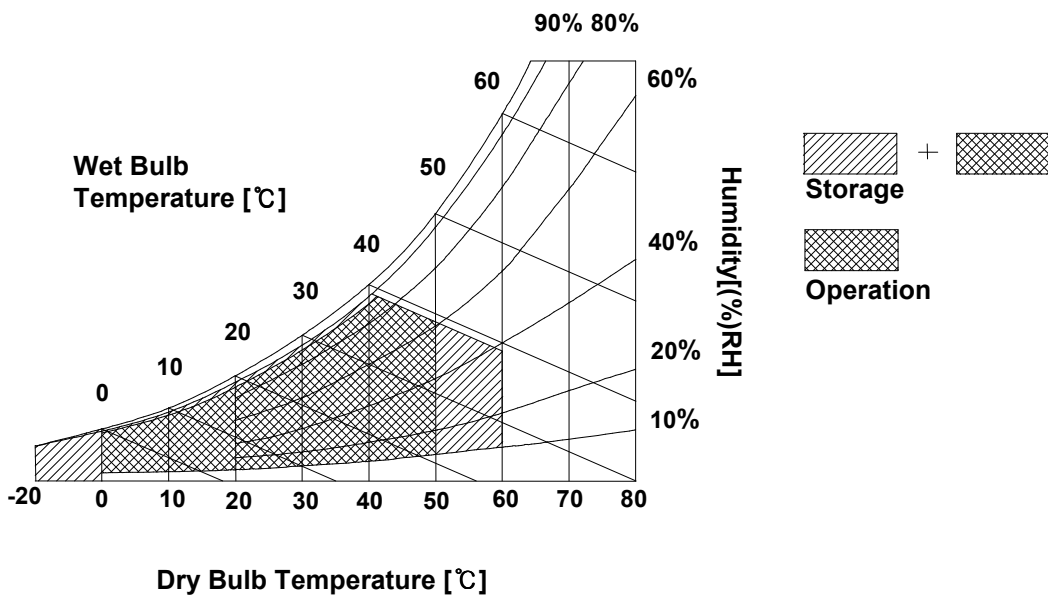 90% 80%
60
60%
50
Wet Bulb
Temperature [℃]
Storage
+
40
40%
Humidity[(%)RH]
30
Operation
20
20%
10
0
10%
-20 0 10 20 30 40 50 60 70 80
Dry Bulb Temperature [℃]